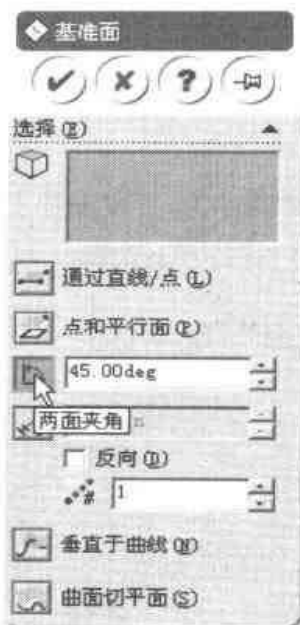 基准面
选择(E)
通过直线/点(L)
点和平行面(P)
45.00deg
两面夹角
反向(D)
1
垂直于曲线(N)
曲面切平面(S)